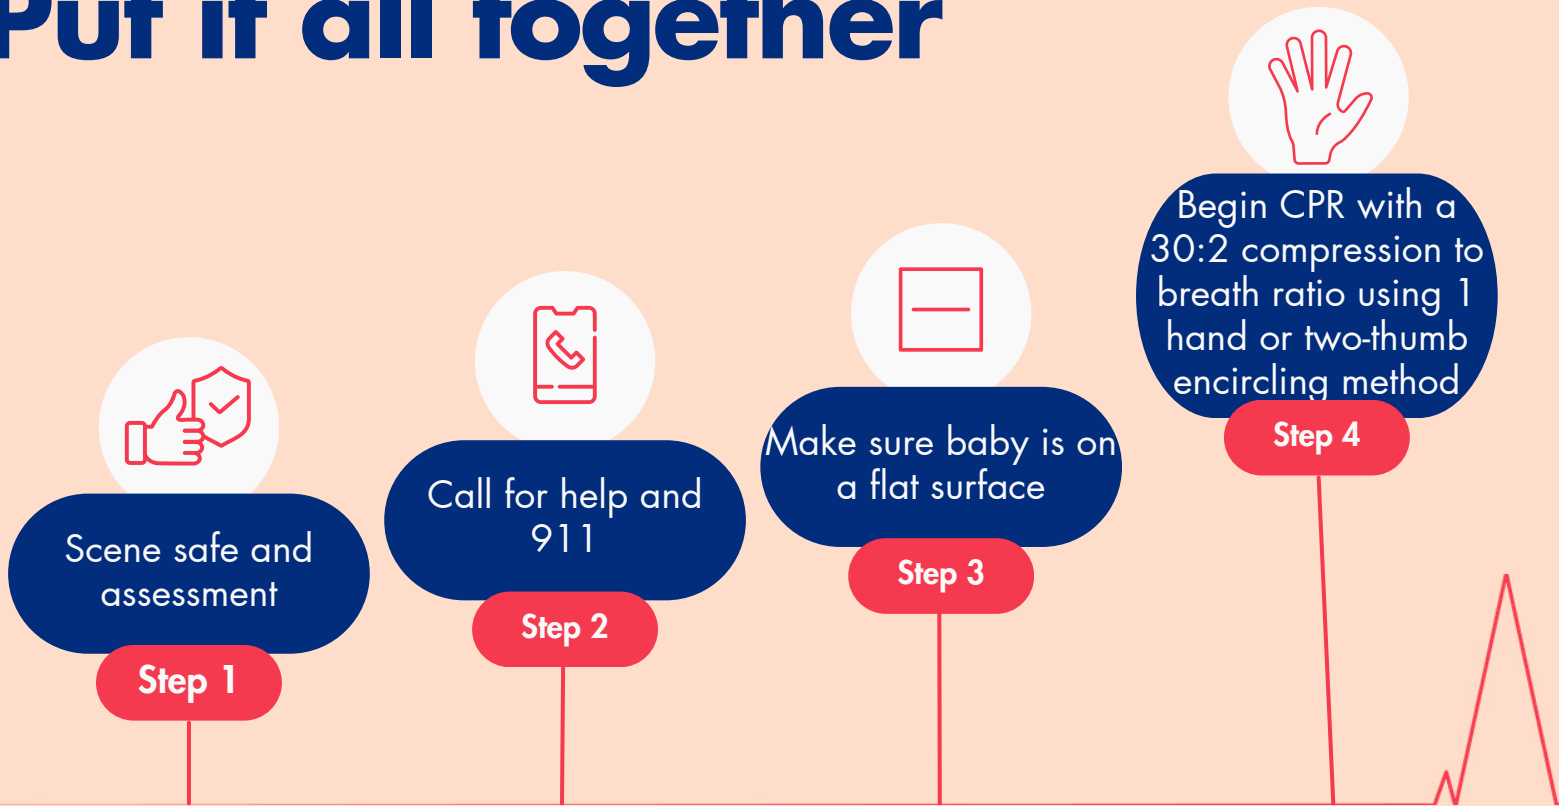 Put it all together
Scene safe and
assessment
Step 1
Call for help and
911
Step 2
Make sure baby is on
a flat surface
Step 3
Begin CPR with a
30:2 compression to
breath ratio using 1
hand or two-thumb
encircling method
Step 4